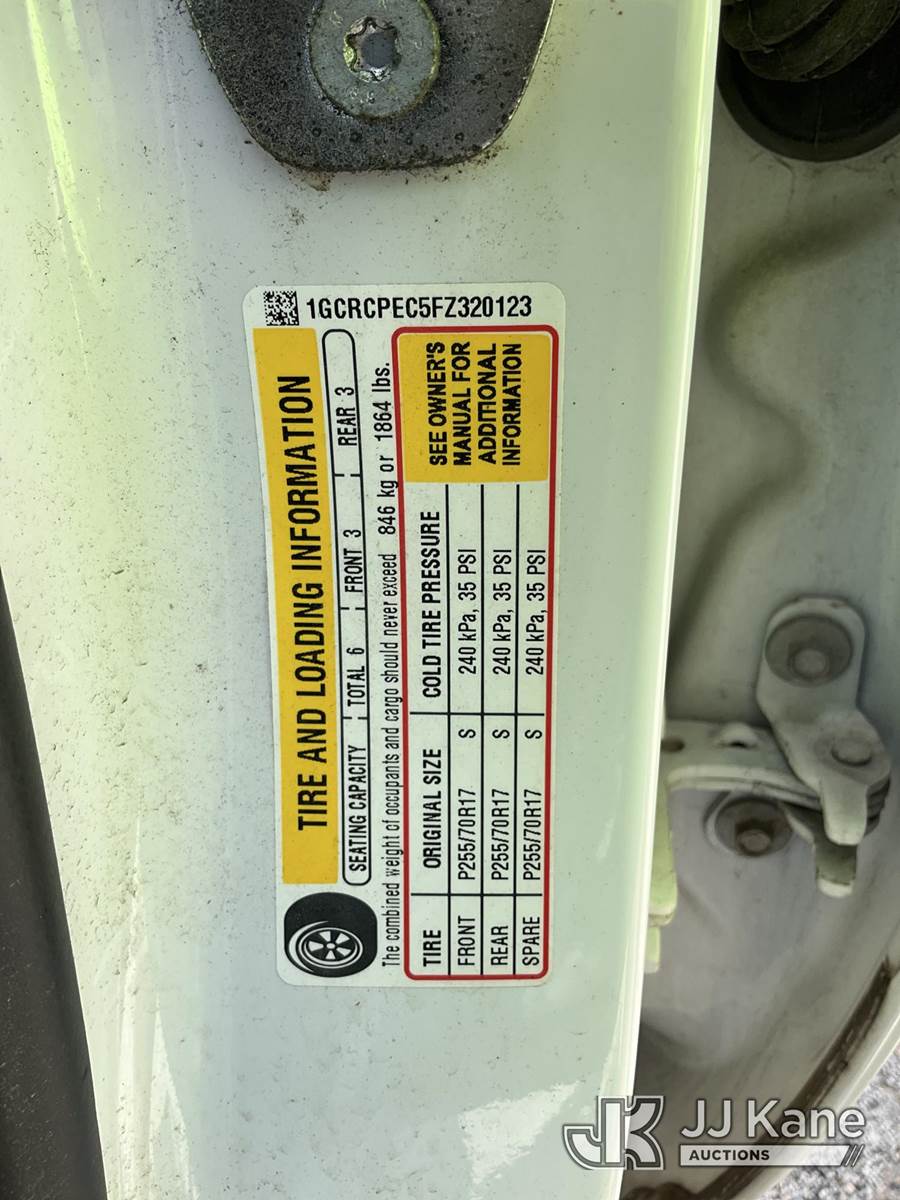 1GCRCPEC5FZ320123
TIRE AND LOADING INFORMATION
SEATING CAPACITY TOTAL 6 FRONT 3 REAR 3
The combined weight of occupants and cargo should never exceed 846 kg or 1864 lbs.
TIRE ORIGINAL SIZE COLD TIRE PRESSURE
FRONT P255/70R17 S 240 kPa, 35 PSI
REAR P255/70R17 S 240 kPa, 35 PSI
SPARE P255/70R17 S 240 kPa, 35 PSI
SEE OWNER'S
MANUAL FOR
ADDITIONAL
INFORMATION
JK JJ Kane
AUCTIONS